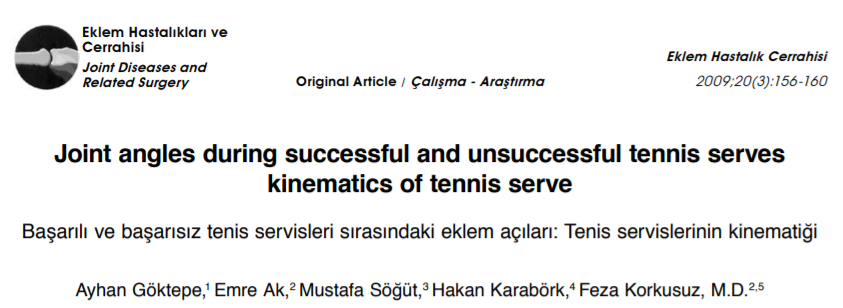 Eklem Hastalıkları ve
Cerrahisi
Joint Diseases and
Related Surgery
Original Article / Çalışma - Araştırma
Eklem Hastalık Cerrahisi
2009;20(3):156-160
Joint angles during successful and unsuccessful tennis serves
kinematics of tennis serve
Başarılı ve başarısız tenis servisleri sırasındaki eklem açıları: Tenis servislerinin kinematiği
Ayhan Göktepe,¹ Emre Ak,² Mustafa Söğüt,³ Hakan Karabörk,⁴ Feza Korkusuz, M.D.²,⁵